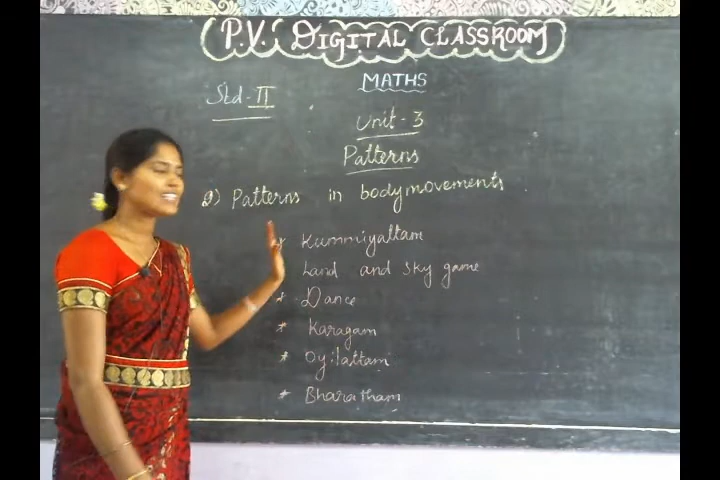 P.V. DIGITAL CLASSROOM
MATHS
Std - II
Unit - 3
Patterns
Patterns in body movements
* Kummiyattam
Land and sky game
* Dance
* Karagam
* Oyilattam
* Bharatham